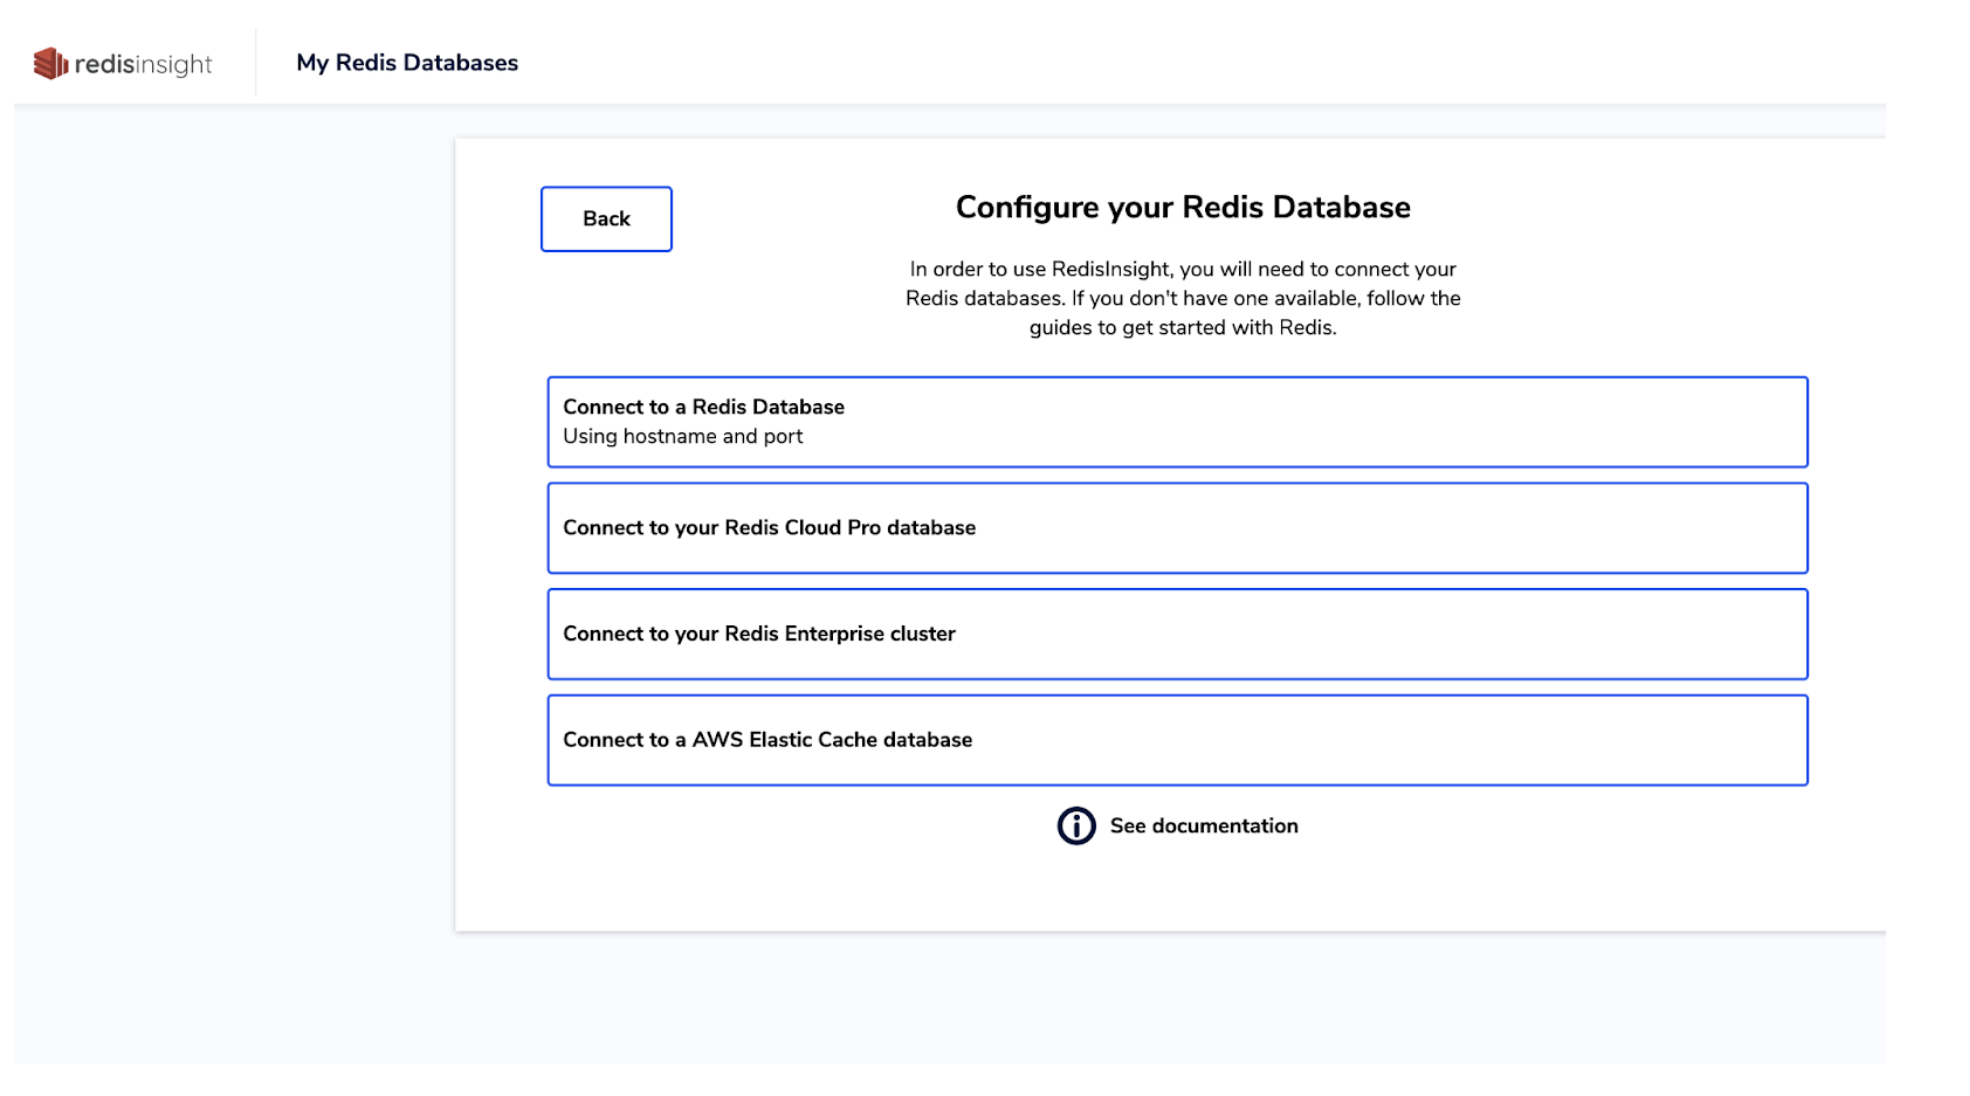 redisinsight
My Redis Databases
Back
Configure your Redis Database
In order to use RedisInsight, you will need to connect your
Redis databases. If you don't have one available, follow the
guides to get started with Redis.
Connect to a Redis Database
Using hostname and port
Connect to your Redis Cloud Pro database
Connect to your Redis Enterprise cluster
Connect to a AWS Elastic Cache database
See documentation